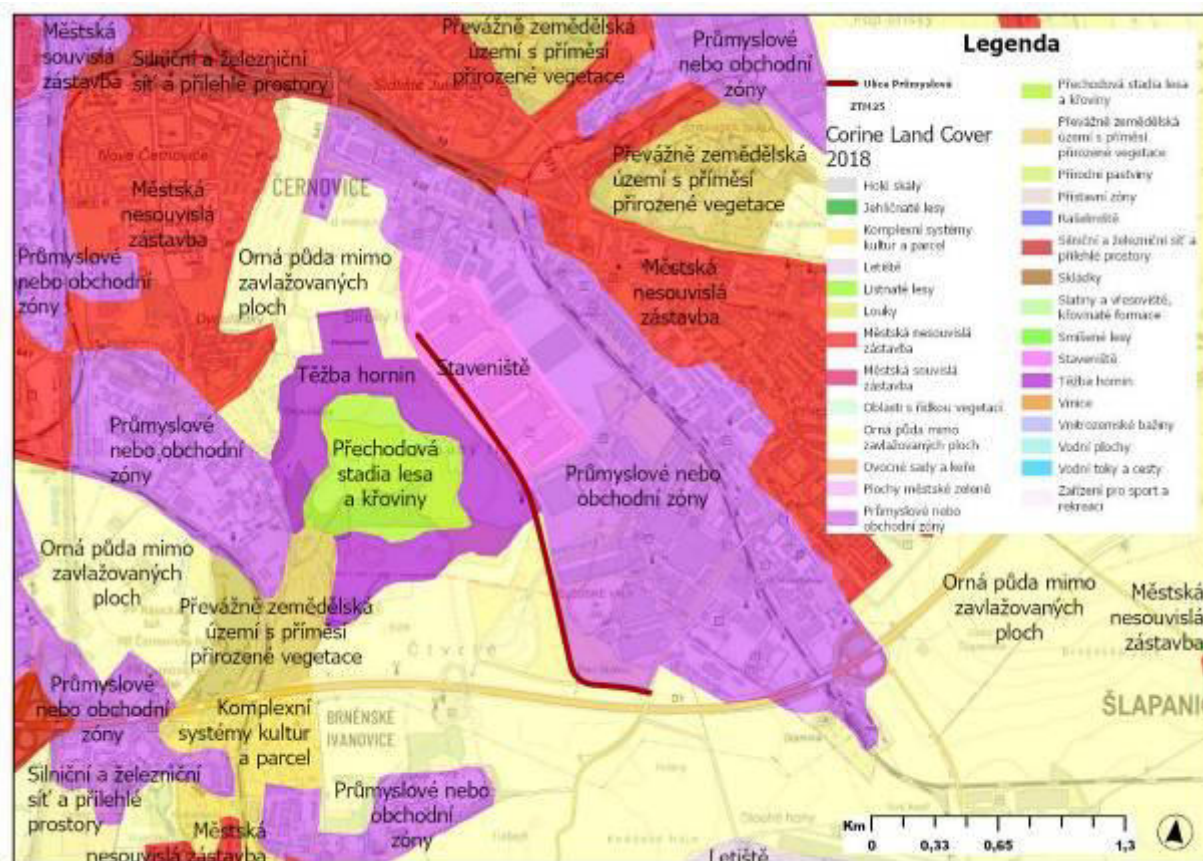 Městská
souvislá
zástavba
Silniční a železniční
síť a přilehlé prostory
Převážně zemědělská
území s příměsí
přirozené vegetace
Průmyslové
nebo obchodní
zóny
Nové Černovice
ČERNOVICE
Městská
nesouvislá
zástavba
Průmyslové
nebo obchodní
zóny
Orná půda mimo
zavlažovaných
ploch
Převážně zemědělská
území s příměsí
přirozené vegetace
Městská
nesouvislá
zástavba
Staveniště
Těžba hornin
Průmyslové
nebo obchodní
zóny
Přechodová
stadia lesa
a křoviny
Průmyslové nebo
obchodní zóny
Orná půda mimo
zavlažovaných
ploch
Převážně zemědělská
území s příměsí
přirozené vegetace
Čtvrtě
Orná půda mimo
zavlažovaných
ploch
Městská
nesouvislá
zástavba
Průmyslové
nebo obchodní
zóny
Komplexní
systémy kultur
a parcel
BRNĚNSKÉ
IVANOVICE
ŠLAPANIC
Silniční a železniční
síť a přilehlé
prostory
Průmyslové nebo
obchodní
zóny
Městská
nesouvislá zástavba
Dlouhé hony
Letiště
Legenda
Ulice Průmyslová
ZTM25
Corine Land Cover
2018
Holé skály
Jehličnaté lesy
Komplexní systémy
kultur a parcel
Letiště
Listnaté lesy
Louky
Městská nesouvislá
zástavba
Městská souvislá
zástavba
Oblasti s řídkou vegetací
Orná půda mimo
zavlažovaných ploch
Ovocné sady a keře
Plochy městské zeleně
Průmyslové nebo
obchodní zóny
Přechodová stadia lesa
a křoviny
Převážně zemědělská
území s příměsí
přirozené vegetace
Přírodní pastviny
Přístavní zóny
Rašeliniště
Silniční a železniční síť a
přilehlé prostory
Skládky
Slatiny a vřesoviště,
křovinaté formace
Smíšené lesy
Staveniště
Těžba hornin
Vinice
Vnitrozemské bažiny
Vodní plochy
Vodní toky a cesty
Zařízení pro sport a
rekreaci
Km
0 0,33 0,65 1,3